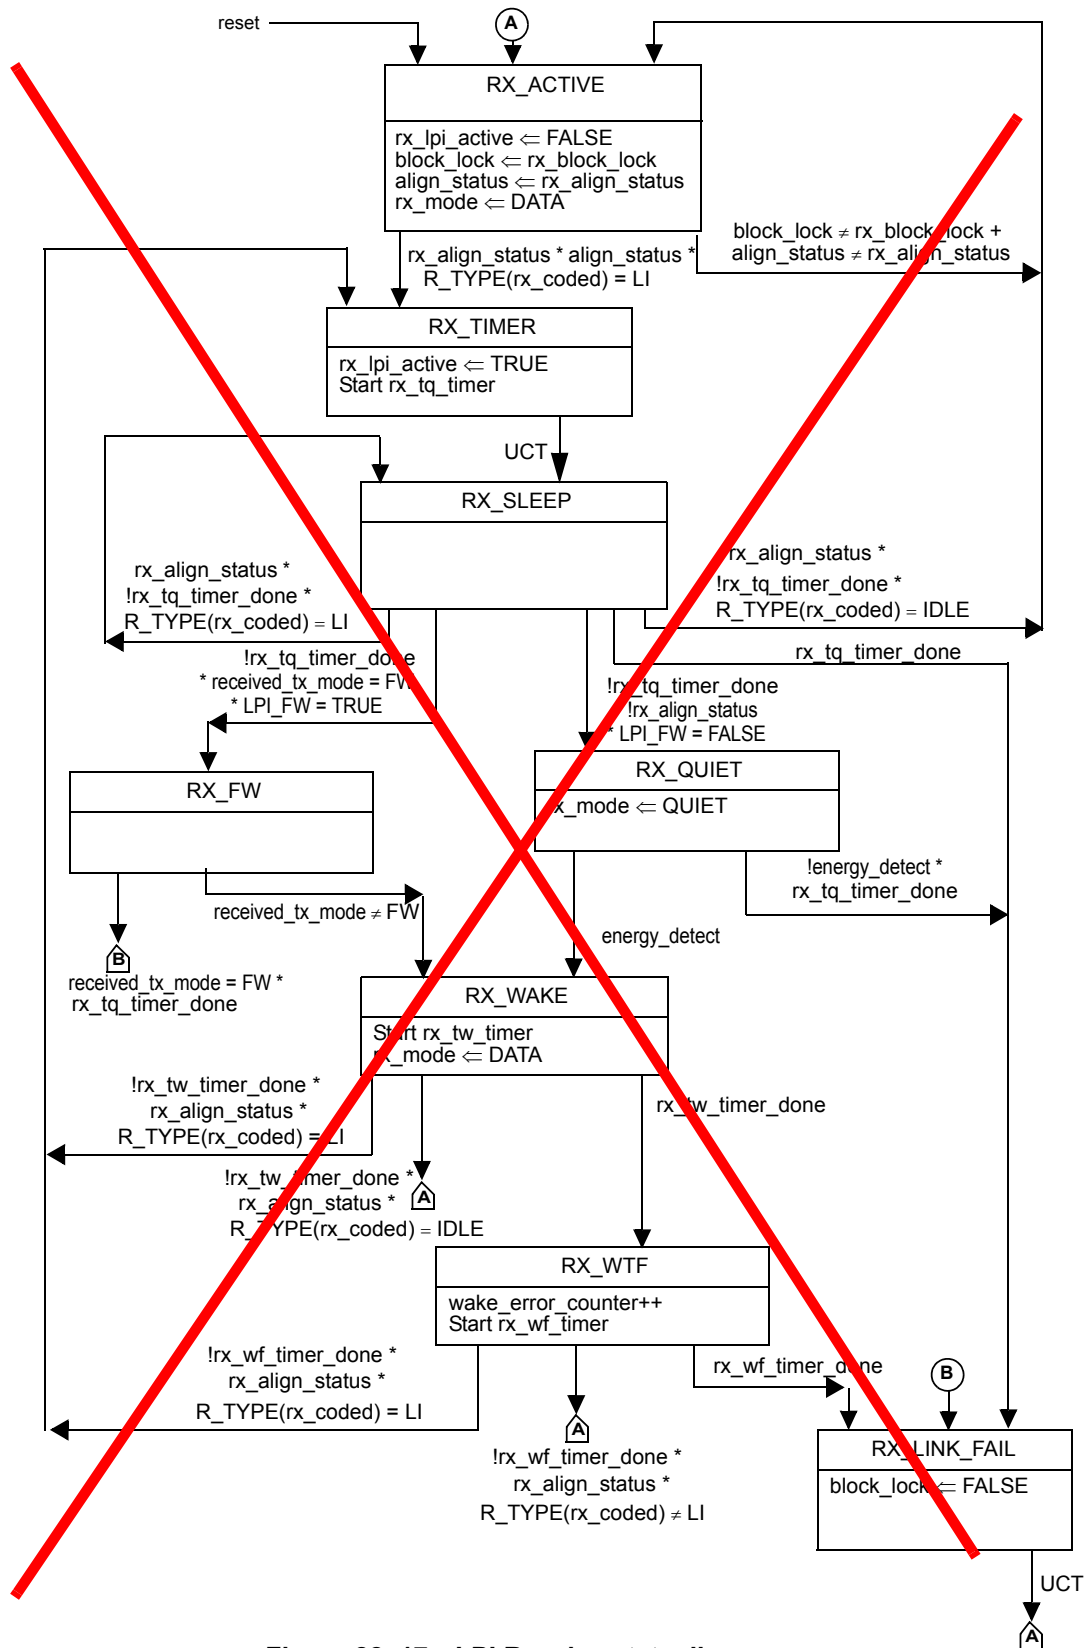 reset
A
RX_ACTIVE
rx_lpi_active ⇐ FALSE
block_lock ⇐ rx_block_lock
align_status ⇐ rx_align_status
rx_mode ⇐ DATA
block_lock ≠ rx_block_lock +
align_status ≠ rx_align_status
rx_align_status * align_status *
R_TYPE(rx_coded) = LI
RX_TIMER
rx_lpi_active ⇐ TRUE
Start rx_tq_timer
UCT
RX_SLEEP
rx_align_status *
!rx_tq_timer_done *
R_TYPE(rx_coded) = LI
rx_align_status *
!rx_tq_timer_done *
R_TYPE(rx_coded) = IDLE
!rx_tq_timer_done
* received_tx_mode = FW
* LPI_FW = TRUE
rx_tq_timer_done
!rx_tq_timer_done
!rx_align_status
* LPI_FW = FALSE
RX_FW
RX_QUIET
rx_mode ⇐ QUIET
received_tx_mode ≠ FW
!energy_detect *
rx_tq_timer_done
energy_detect
B
received_tx_mode = FW *
rx_tq_timer_done
RX_WAKE
Start rx_tw_timer
rx_mode ⇐ DATA
!rx_tw_timer_done *
rx_align_status *
R_TYPE(rx_coded) = LI
rx_tw_timer_done
!rx_tw_timer_done *
rx_align_status *
R_TYPE(rx_coded) = IDLE
A
RX_WTF
wake_error_counter++
Start rx_wf_timer
!rx_wf_timer_done *
rx_align_status *
R_TYPE(rx_coded) = LI
rx_wf_timer_done
B
A
!rx_wf_timer_done *
rx_align_status *
R_TYPE(rx_coded) ≠ LI
RX_LINK_FAIL
block_lock ⇐ FALSE
UCT
A